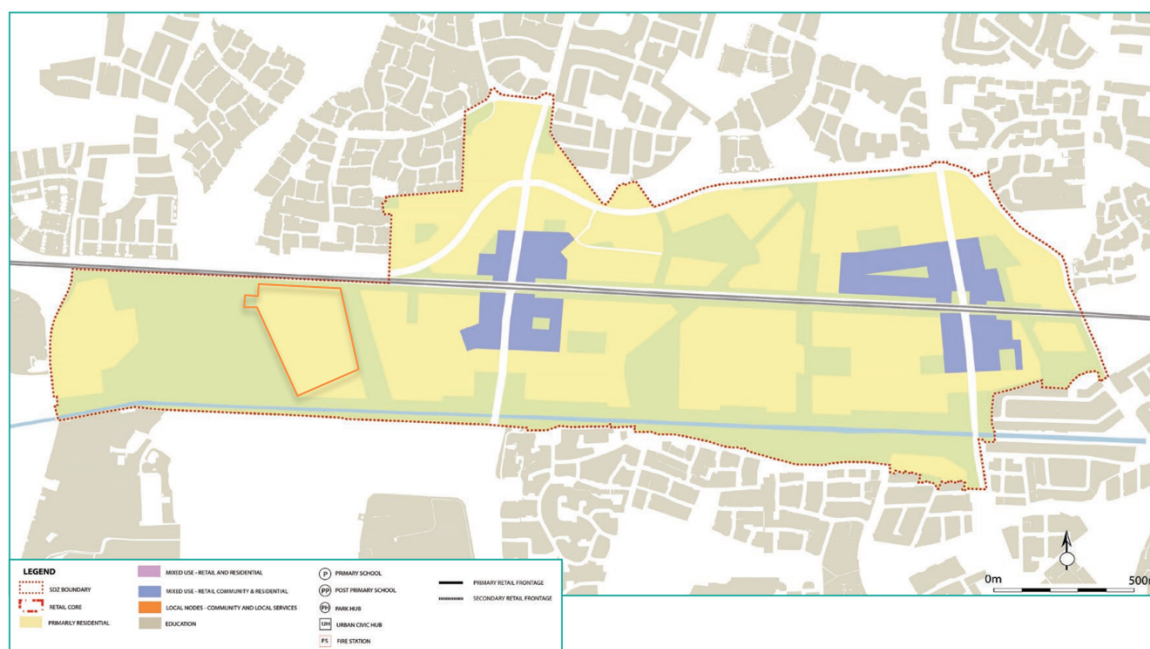 0m
500m
LEGEND
SDZ BOUNDARY
RETAIL CORE
PRIMARILY RESIDENTIAL
MIXED USE - RETAIL AND RESIDENTIAL
MIXED USE - RETAIL COMMUNITY & RESIDENTIAL
LOCAL NODES - COMMUNITY AND LOCAL SERVICES
EDUCATION
P PRIMARY SCHOOL
PP POST PRIMARY SCHOOL
PH PARK HUB
URBAN CIVIC HUB
FS FIRE STATION
PRIMARY RETAIL FRONTAGE
SECONDARY RETAIL FRONTAGE